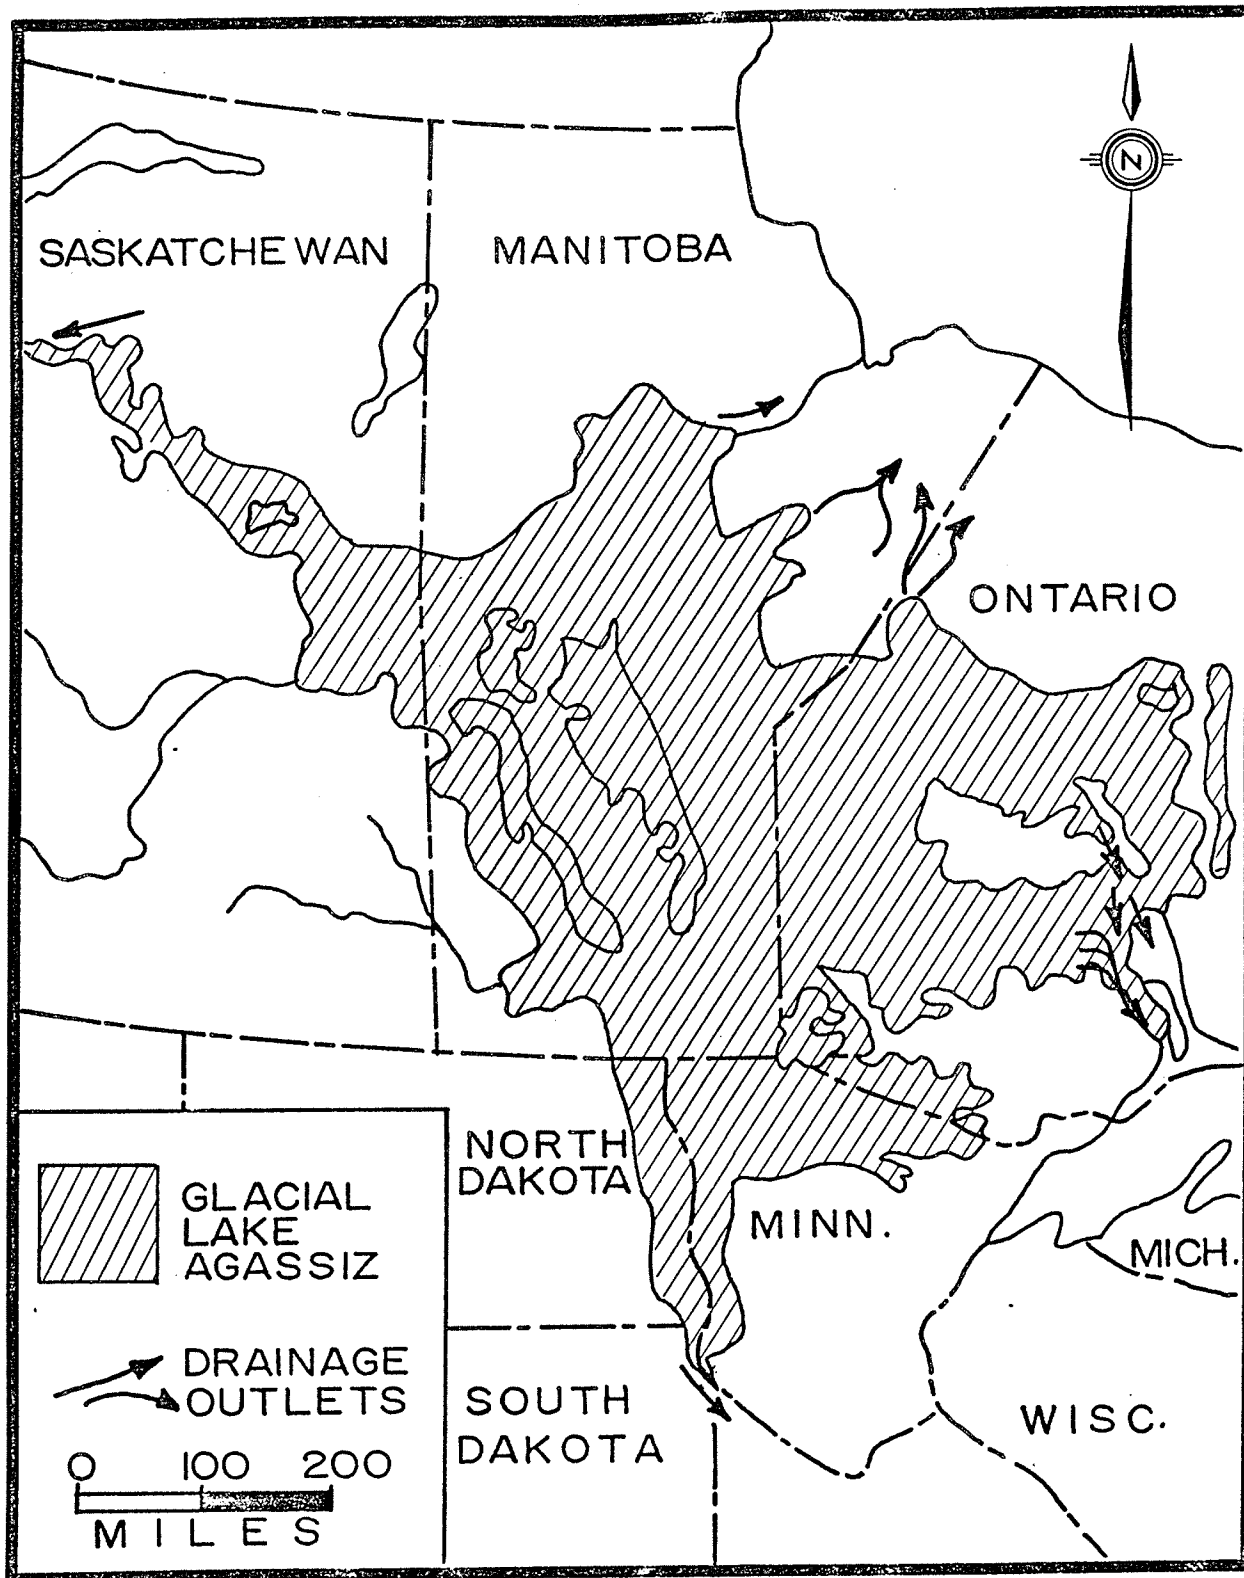 N
SASKATCHEWAN
MANITOBA
ONTARIO
NORTH
DAKOTA
MINN.
MICH.
GLACIAL
LAKE
AGASSIZ
DRAINAGE
OUTLETS
SOUTH
DAKOTA
WISC.
0 100 200
MILES